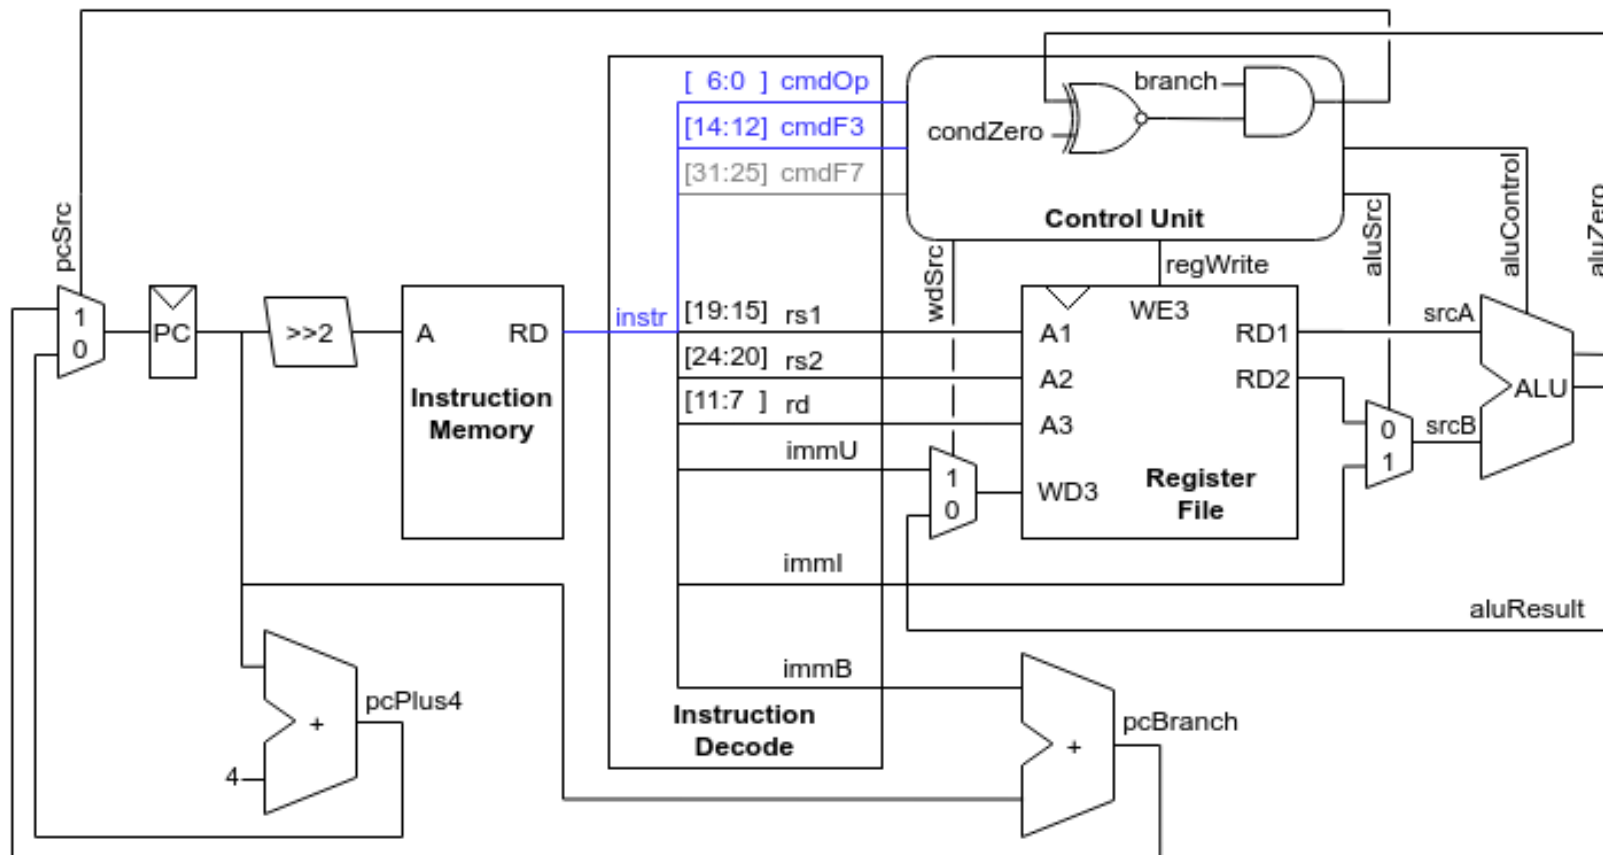 [  6:0  ] cmdOp
branch
[14:12] cmdF3
condZero
[31:25] cmdF7
Control Unit
pcSrc
aluSrc
aluControl
aluZero
wdSrc
regWrite
1
0
PC
>>2
A
RD
Instruction
Memory
instr
[19:15] rs1
[24:20] rs2
[11:7  ] rd
immU
1
0
A1
A2
A3
WD3
WE3
RD1
RD2
Register
File
srcA
0
1
srcB
ALU
immI
aluResult
immB
pcPlus4
+
4
Instruction
Decode
pcBranch
+